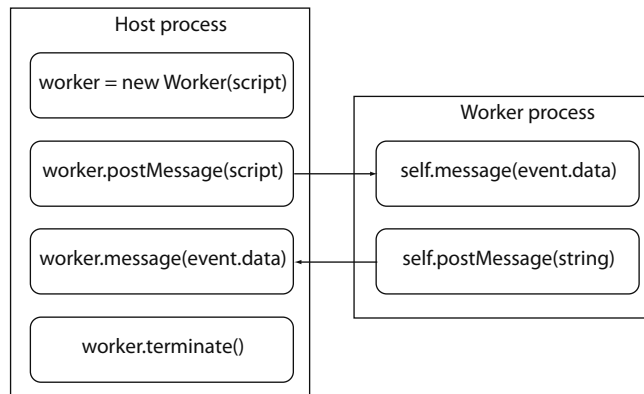 Host process
worker = new Worker(script)
worker.postMessage(script)
worker.message(event.data)
worker.terminate()
Worker process
self.message(event.data)
self.postMessage(string)